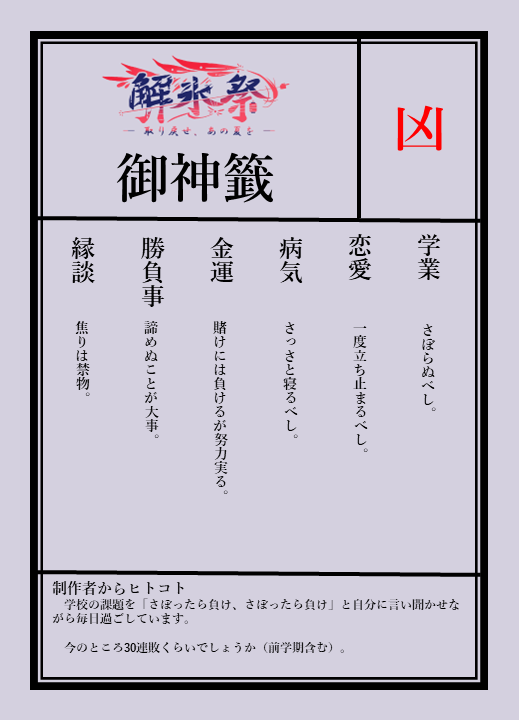 解氷祭
取り戻せ、あの夏を
御神籤
凶
学業
さぼらぬべし。
恋愛
一度立ち止まるべし。
病気
さっさと寝るべし。
金運
賭けには負けるが努力実る。
勝負事
諦めぬことが大事。
縁談
焦りは禁物。
制作者からヒトコト
学校の課題を「さぼったら負け、さぼったら負け」と自分に言い聞かせな
がら毎日過ごしています。
今のところ30連敗くらいでしょうか（前学期含む）。